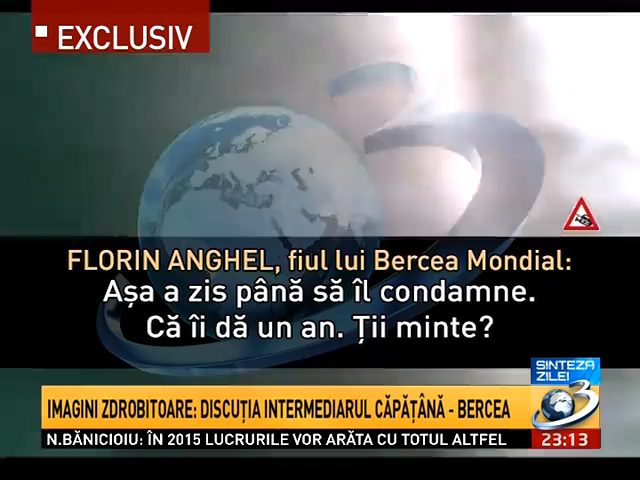 EXCLUSIV
FLORIN ANGHEL, fiul lui Bercea Mondial:
Așa a zis până să îl condamne.
Că îi dă un an. Ții minte?
SINTEZA
ZILEI
3
IMAGINI ZDROBITOARE: DISCUȚIA INTERMEDIARUL CĂPĂȚÂNĂ - BERCEA
N.BĂNICIOIU: ÎN 2015 LUCRURILE VOR ARĂTA CU TOTUL ALTFEL
23:13